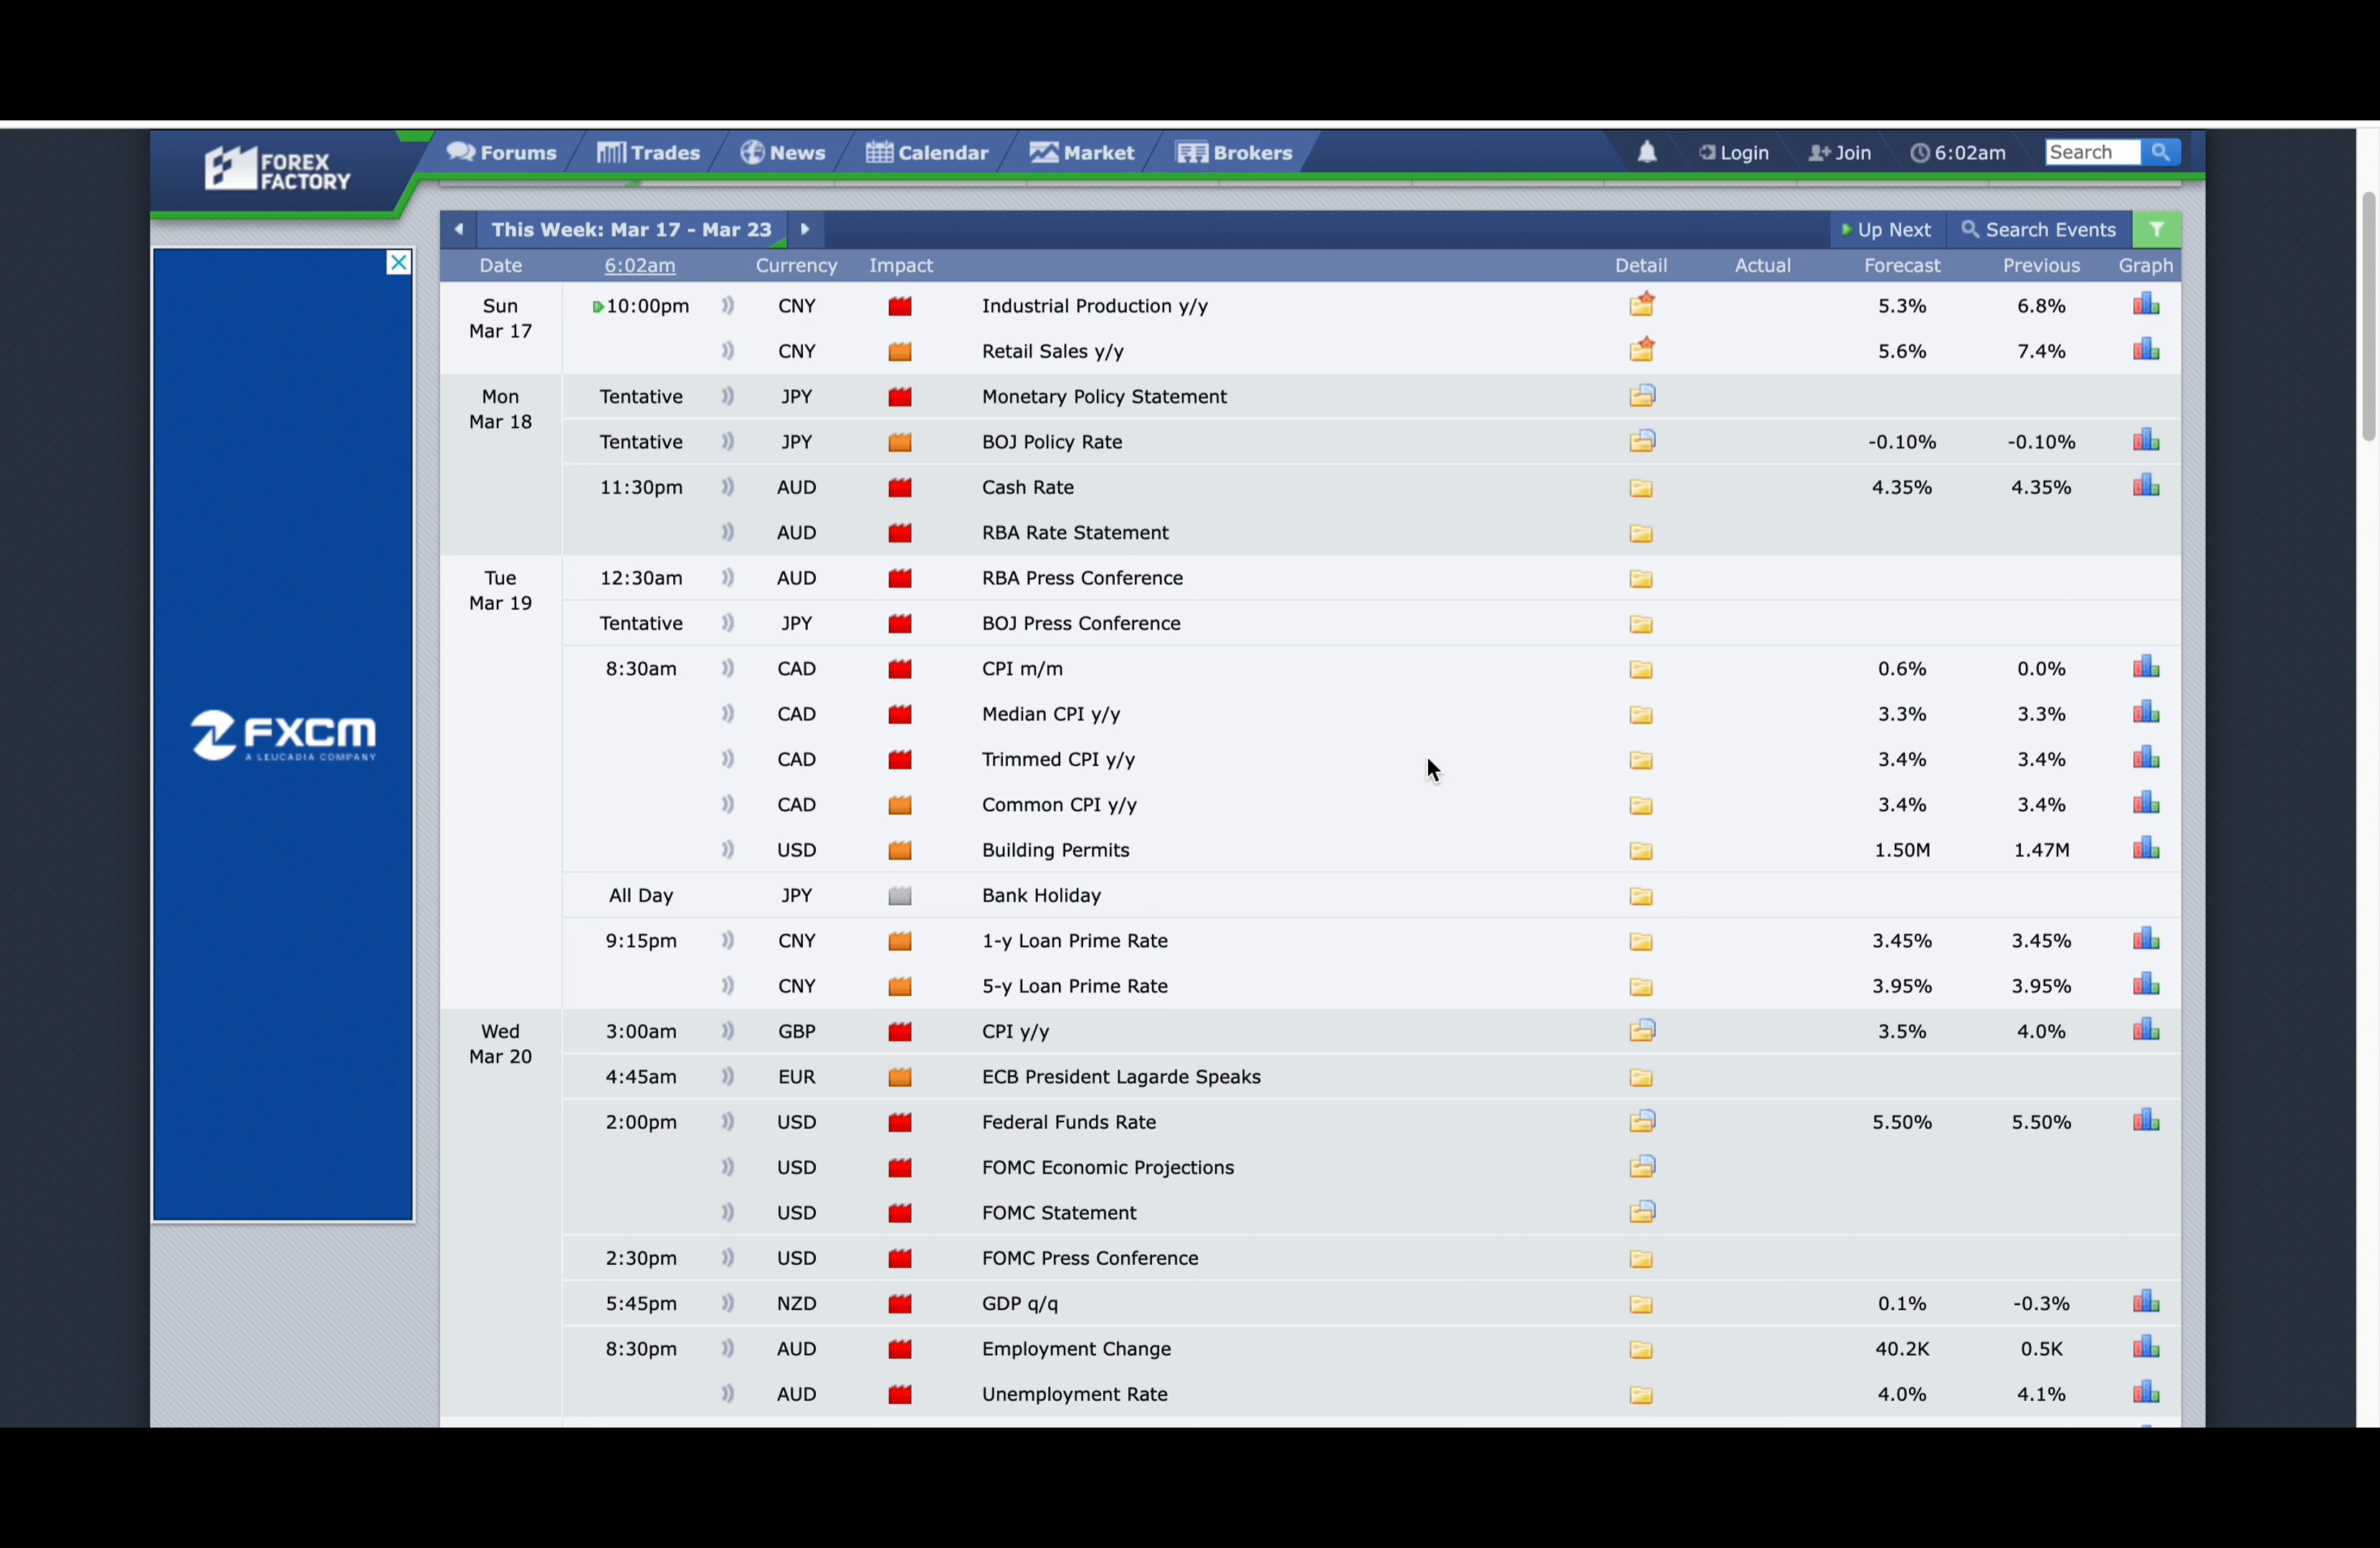 FOREX
FACTORY
Forums Trades News Calendar Market Brokers Login Join 6:02am Search
This Week: Mar 17 - Mar 23 Up Next Search Events
Date 6:02am Currency Impact Detail Actual Forecast Previous Graph
Sun Mar 17 10:00pm CNY Industrial Production y/y 5.3% 6.8%
CNY Retail Sales y/y 5.6% 7.4%
Mon Mar 18 Tentative JPY Monetary Policy Statement
Tentative JPY BOJ Policy Rate -0.10% -0.10%
11:30pm AUD Cash Rate 4.35% 4.35%
AUD RBA Rate Statement
Tue Mar 19 12:30am AUD RBA Press Conference
Tentative JPY BOJ Press Conference
8:30am CAD CPI m/m 0.6% 0.0%
CAD Median CPI y/y 3.3% 3.3%
CAD Trimmed CPI y/y 3.4% 3.4%
CAD Common CPI y/y 3.4% 3.4%
USD Building Permits 1.50M 1.47M
All Day JPY Bank Holiday
9:15pm CNY 1-y Loan Prime Rate 3.45% 3.45%
CNY 5-y Loan Prime Rate 3.95% 3.95%
Wed Mar 20 3:00am GBP CPI y/y 3.5% 4.0%
4:45am EUR ECB President Lagarde Speaks
2:00pm USD Federal Funds Rate 5.50% 5.50%
USD FOMC Economic Projections
USD FOMC Statement
2:30pm USD FOMC Press Conference
5:45pm NZD GDP q/q 0.1% -0.3%
8:30pm AUD Employment Change 40.2K 0.5K
AUD Unemployment Rate 4.0% 4.1%
FXCM
A LEUCADIA COMPANY